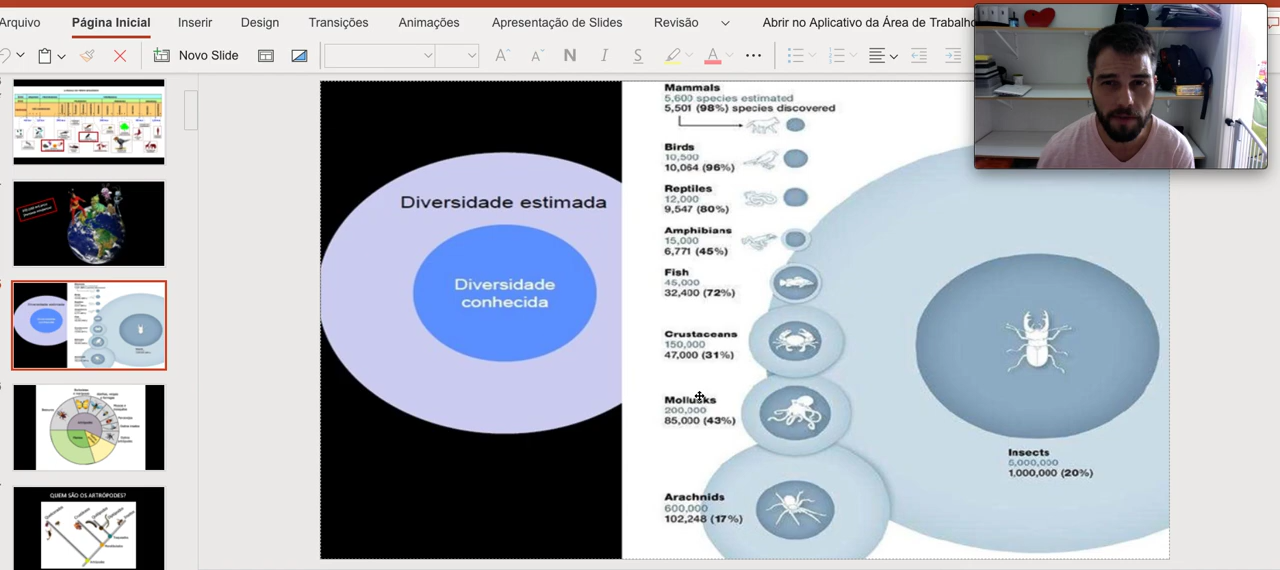 Arquivo
Página Inicial
Inserir
Design
Transições
Animações
Apresentação de Slides
Revisão
Abrir no Aplicativo da Área de Trabalho
Novo Slide
N
I
S
A
Diversidade estimada
Diversidade
conhecida
Mammals
5,600 species estimated
5,501 (98%) species discovered
Birds
10,500
10,064 (96%)
Reptiles
12,000
9,547 (80%)
Amphibians
15,000
6,771 (45%)
Fish
45,000
32,400 (72%)
Crustaceans
150,000
47,000 (31%)
Mollusks
200,000
85,000 (43%)
Arachnids
600,000
102,248 (17%)
Insects
5,000,000
1,000,000 (20%)
Diversidade estimada
Diversidade
conhecida
QUEM SÃO OS ARTRÓPODES?